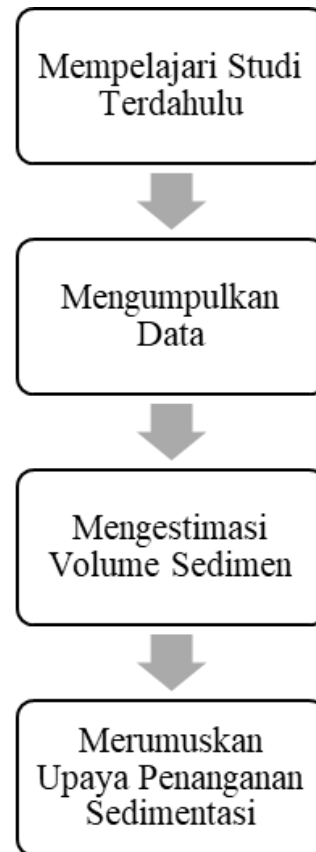 Mempelajari Studi
Terdahulu
Mengumpulkan
Data
Mengestimasi
Volume Sedimen
Merumuskan
Upaya Penanganan
Sedimentasi